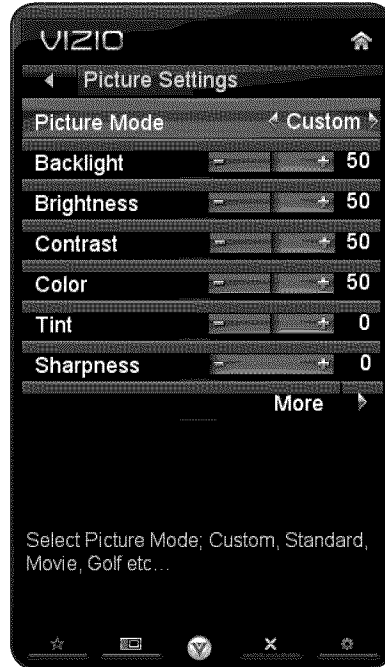 VIZIO
Picture Settings
Picture Mode Custom
Backlight - + 50
Brightness - + 50
Contrast - + 50
Color - + 50
Tint - + 0
Sharpness - + 0
More
Select Picture Mode; Custom, Standard,
Movie, Golf etc...
V